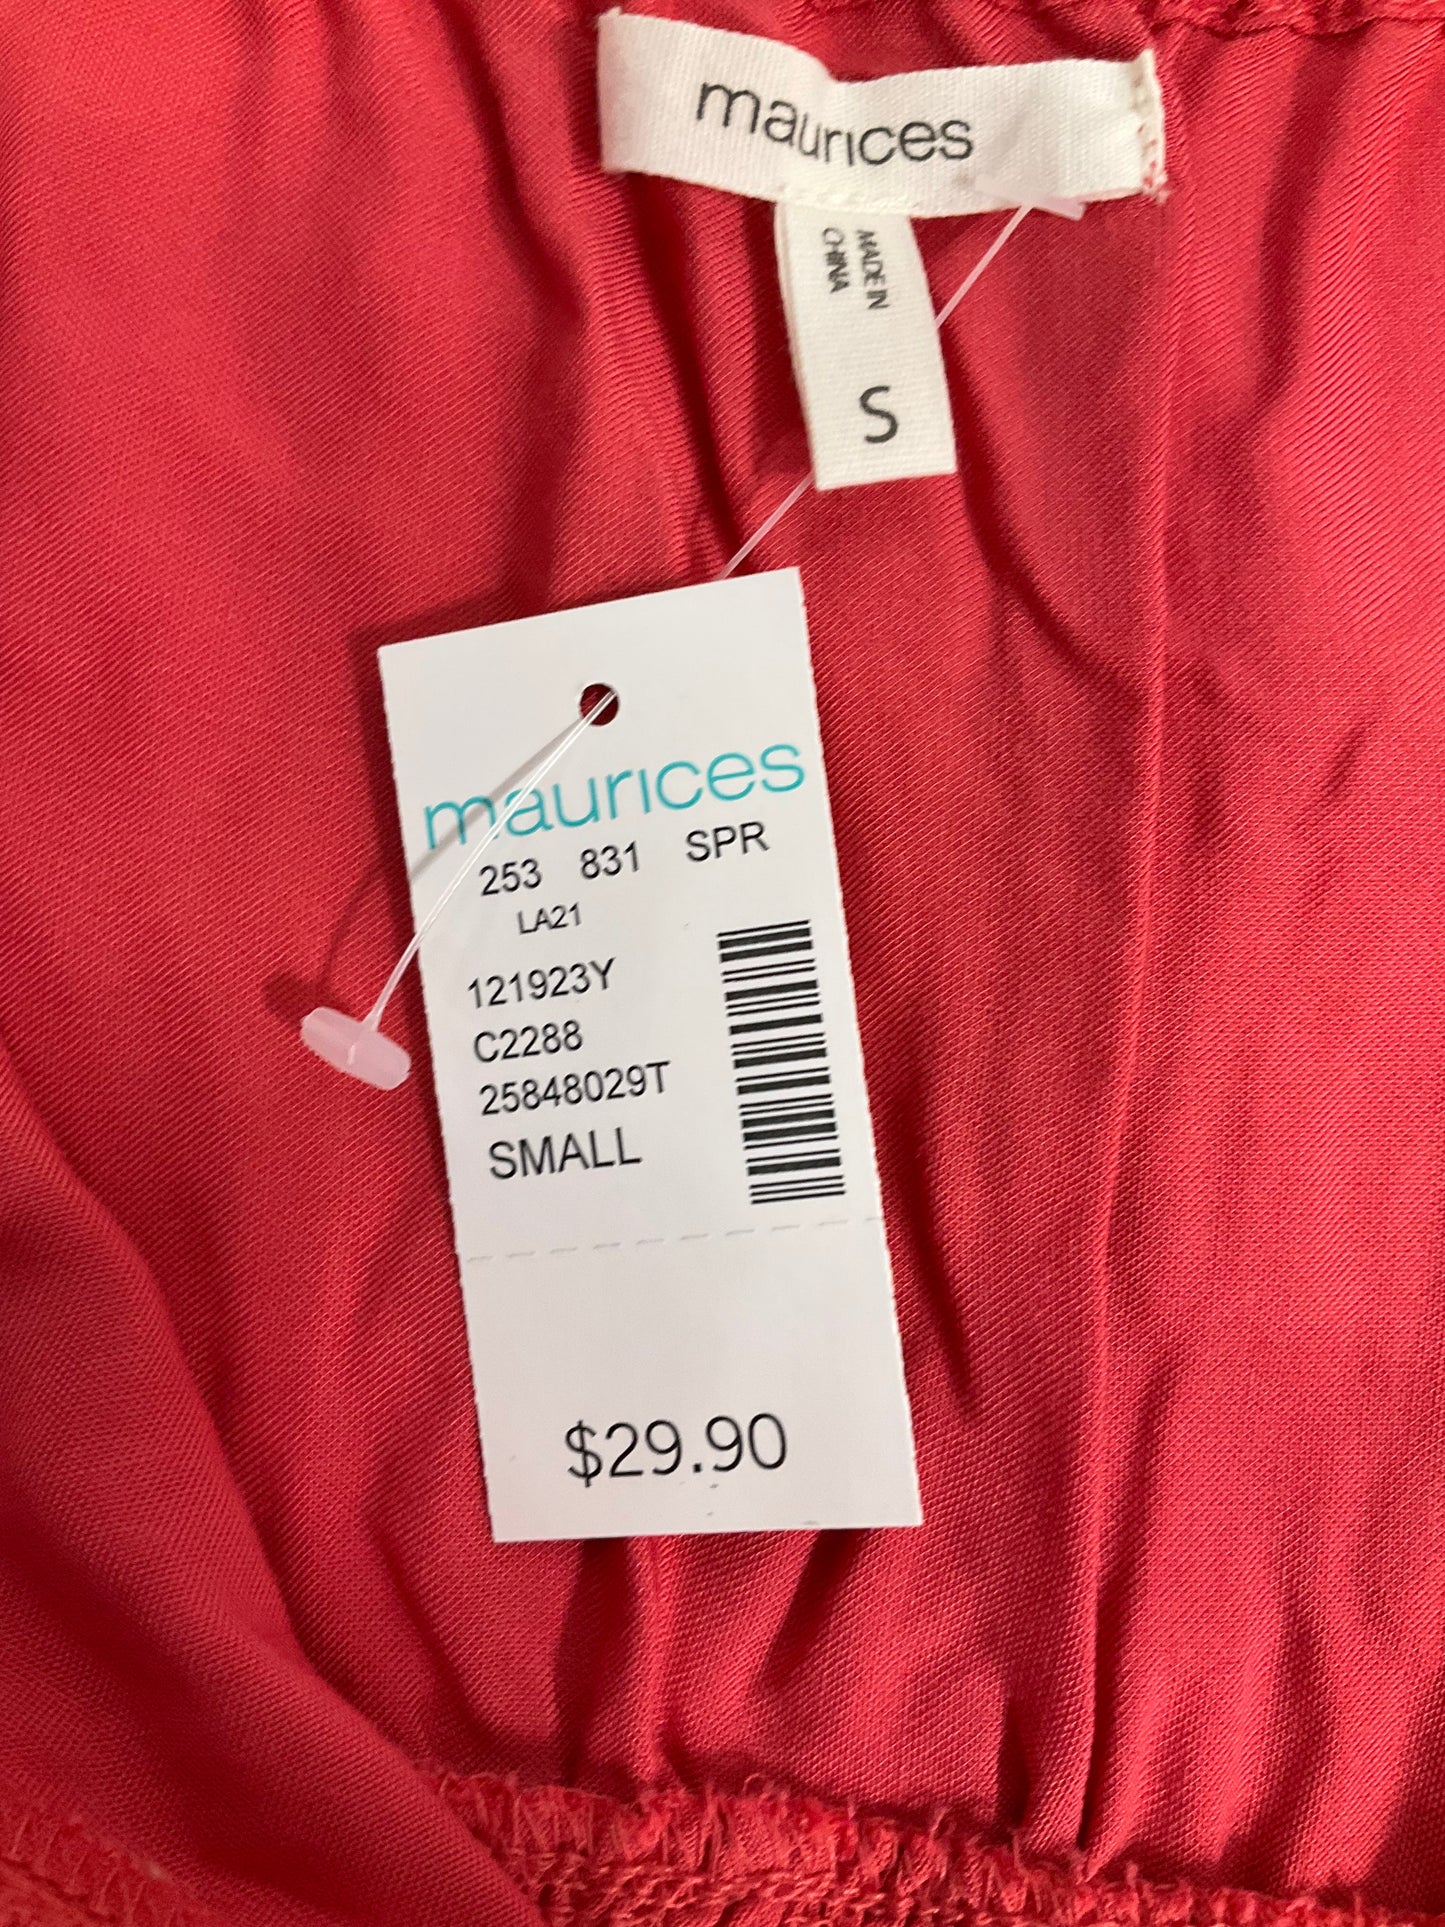 maurices
MADE IN
CHINA
S
maurices
253 831 SPR
LA21
121923Y
C2288
25848029T
SMALL
$29.90